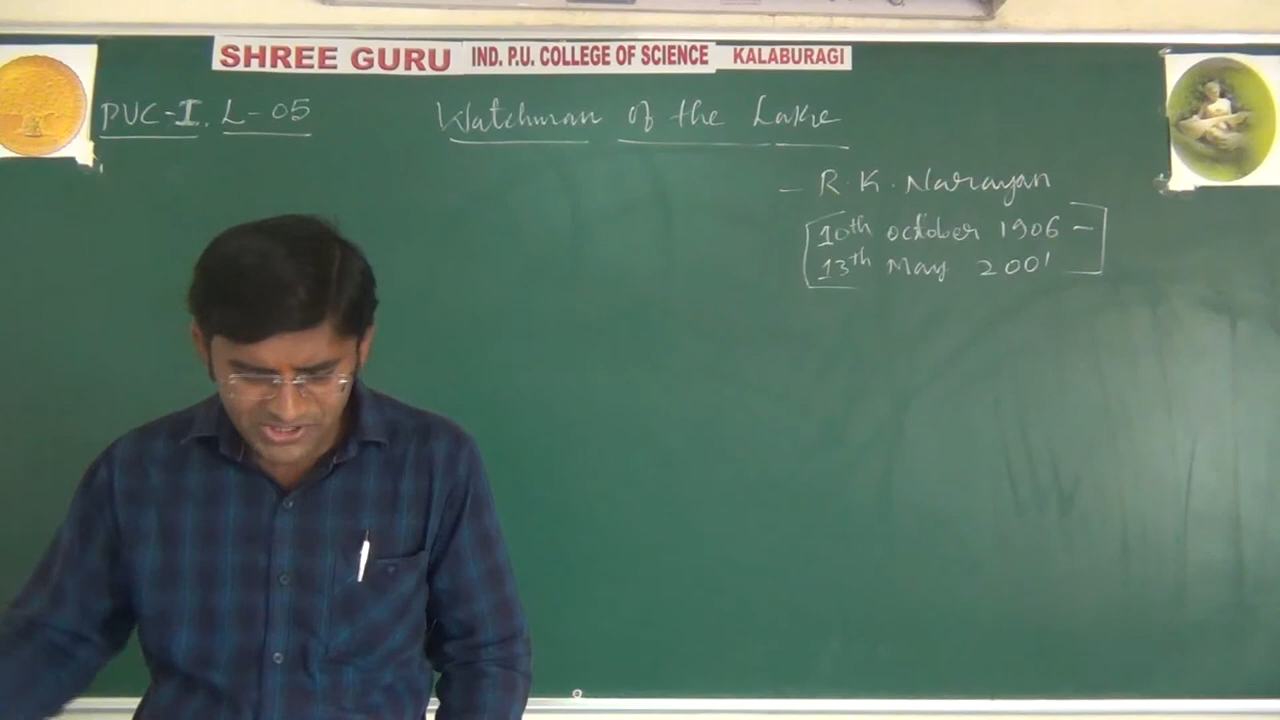 SHREE GURU IND. P.U. COLLEGE OF SCIENCE KALABURAGI
PUC-I. L-05 Watchman of the Lake
- R.K. Narayan
[10th october 1906 -
13th May 2001]